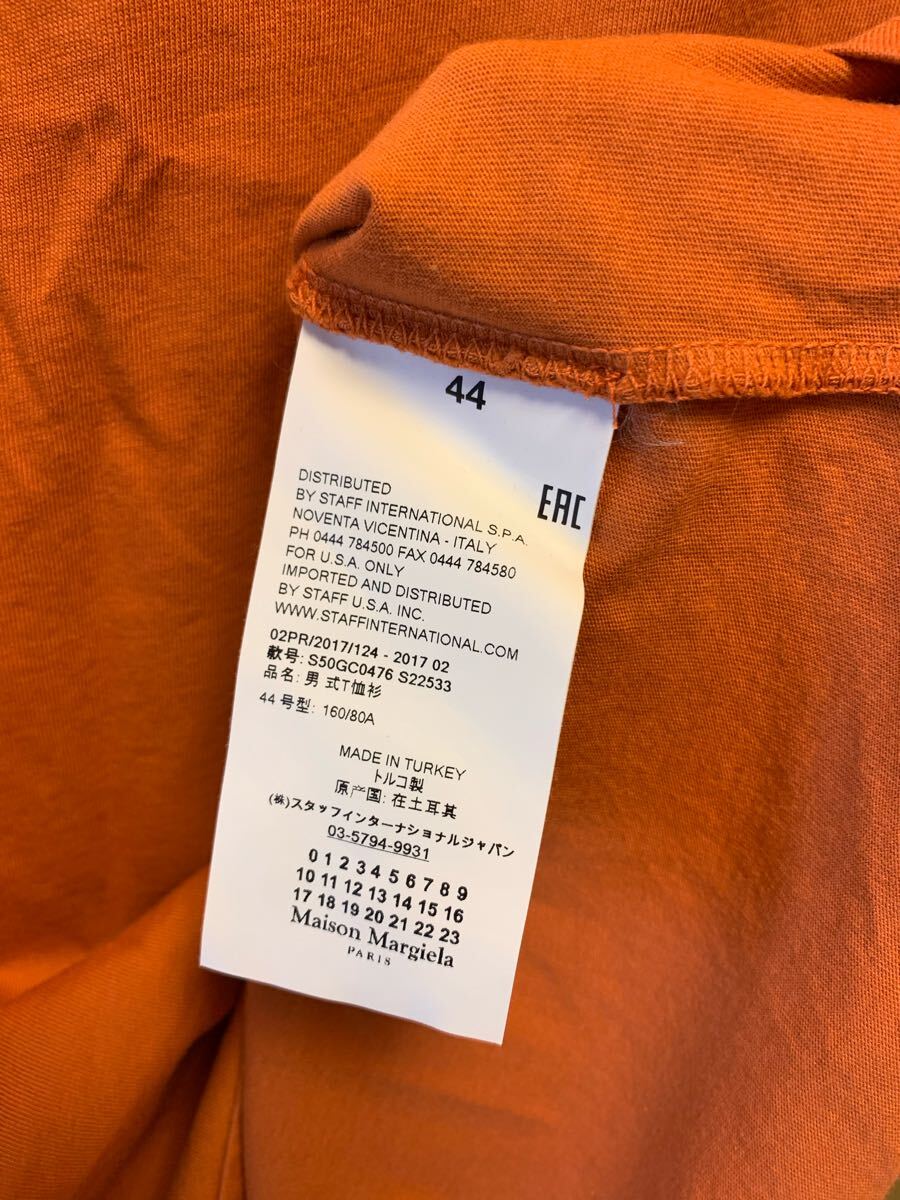 44
EAC
DISTRIBUTED
BY STAFF INTERNATIONAL S.P.A.
NOVENTA VICENTINA - ITALY
PH 0444 784500 FAX 0444 784580
FOR U.S.A. ONLY
IMPORTED AND DISTRIBUTED
BY STAFF U.S.A. INC.
WWW.STAFFINTERNATIONAL.COM
02PR/2017/124 - 2017 02
款号: S50GC0476 S22533
品名: 男 式T恤衫
44 号型: 160/80A
MADE IN TURKEY
トルコ製
原产国: 在土耳其
(株)スタッフインターナショナルジャパン
03-5794-9931
0 1 2 3 4 5 6 7 8 9
10 11 12 13 14 15 16
17 18 19 20 21 22 23
Maison Margiela
PARIS